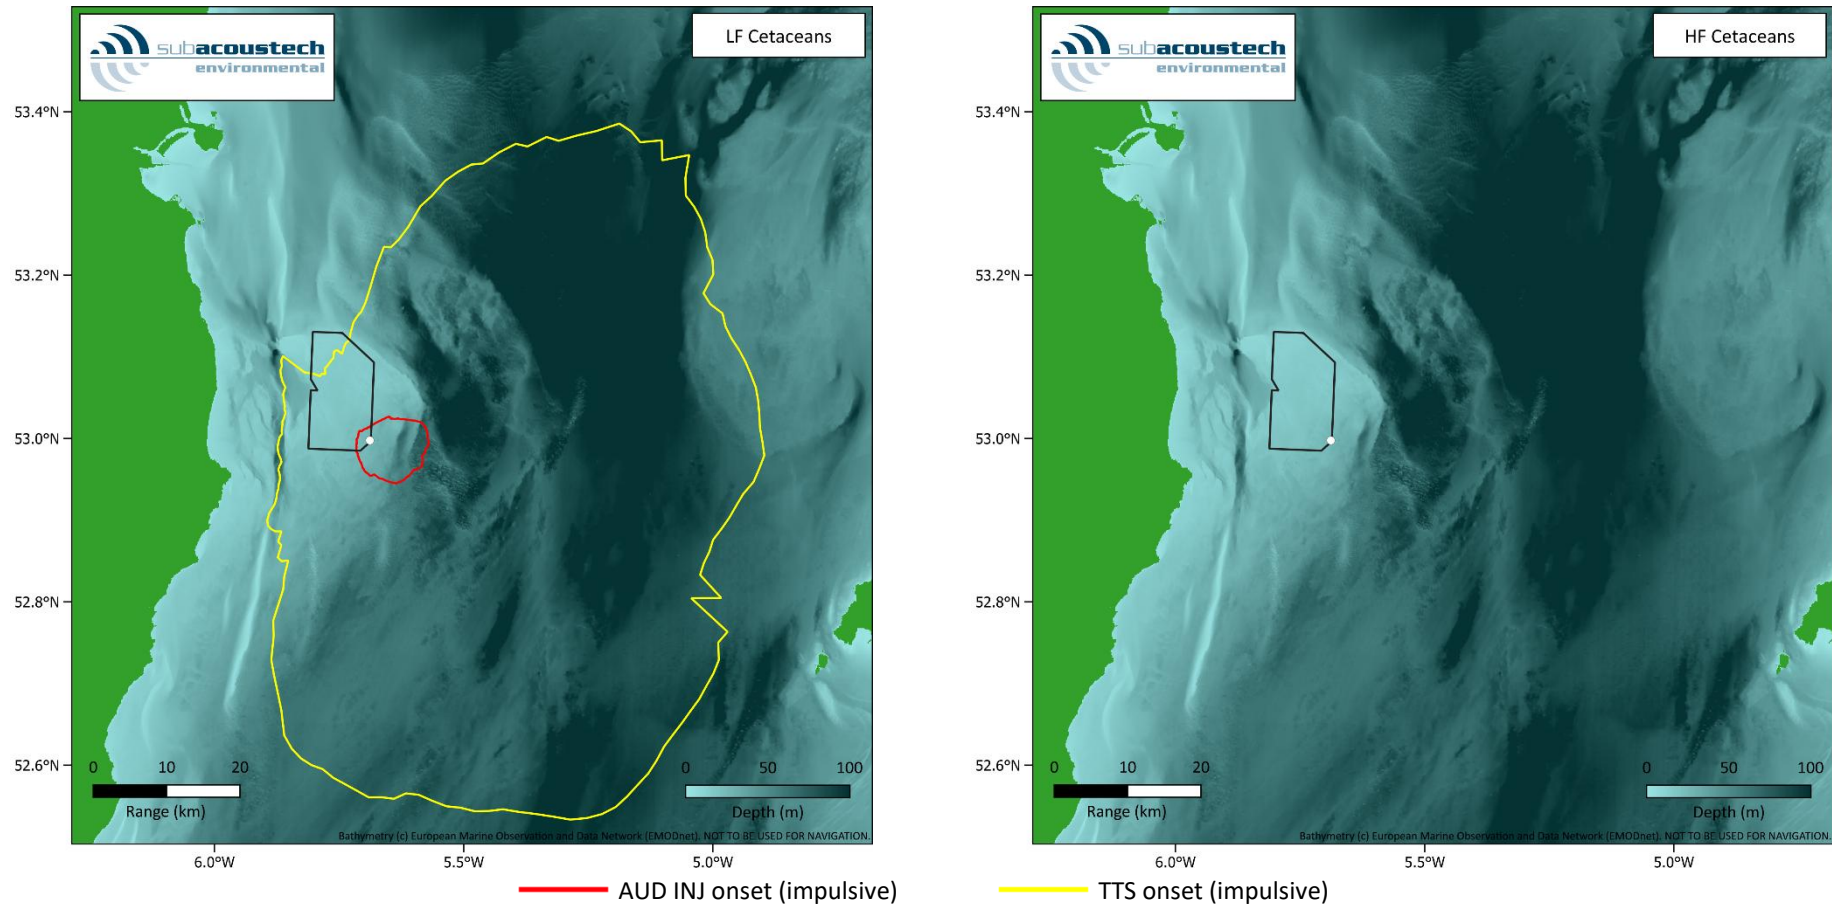 subacoustech
environmental
LF Cetaceans
53.4°N
53.2°N
53.0°N
52.8°N
52.6°N
0 10 20
Range (km)
0 50 100
Depth (m)
Bathymetry (c) European Marine Observation and Data Network (EMODnet). NOT TO BE USED FOR NAVIGATION.
6.0°W 5.5°W 5.0°W
subacoustech
environmental
HF Cetaceans
53.4°N
53.2°N
53.0°N
52.8°N
52.6°N
0 10 20
Range (km)
0 50 100
Depth (m)
Bathymetry (c) European Marine Observation and Data Network (EMODnet). NOT TO BE USED FOR NAVIGATION.
6.0°W 5.5°W 5.0°W
AUD INJ onset (impulsive) TTS onset (impulsive)